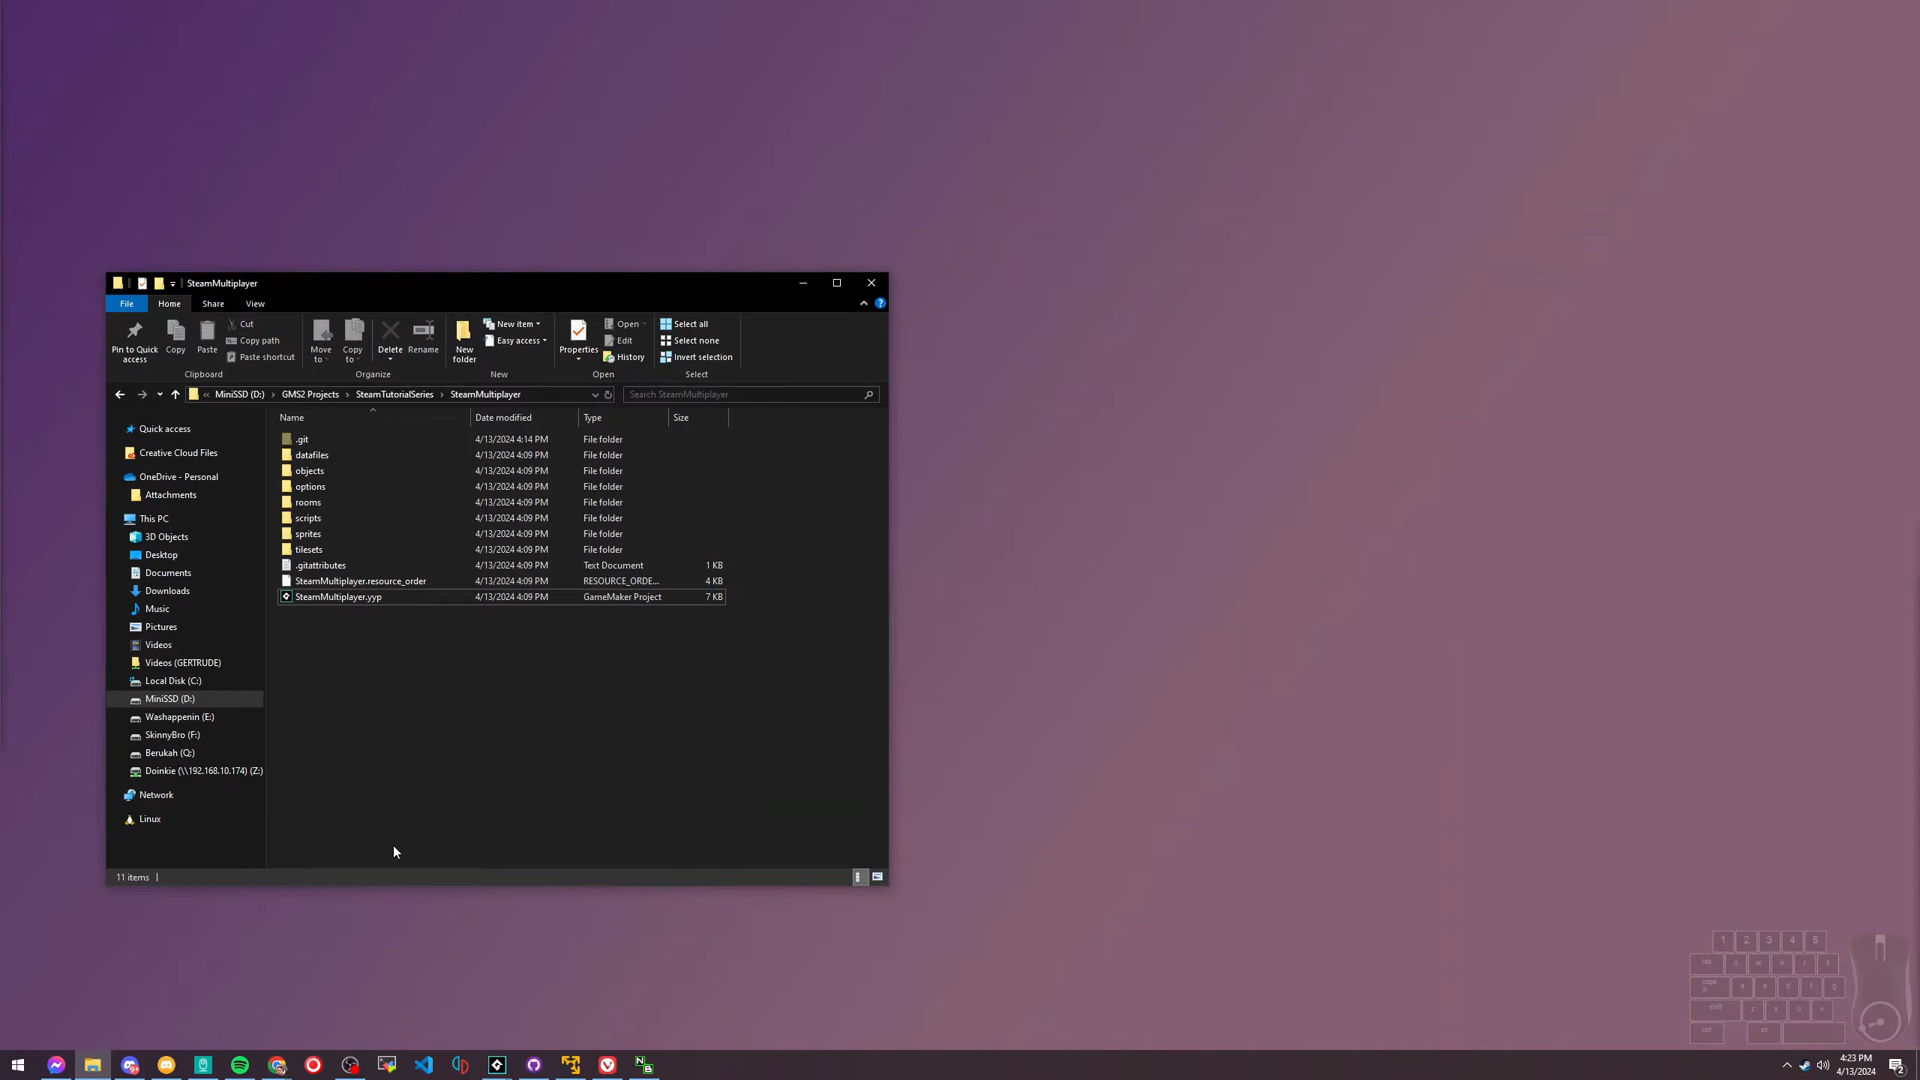 SteamMultiplayer
File Home Share View
Pin to Quick access
Copy
Paste
Cut
Copy path
Paste shortcut
Clipboard
Move to
Copy to
Delete
Rename
Organize
New folder
New item
Easy access
New
Properties
Open
Edit
History
Open
Select all
Select none
Invert selection
Select
« MiniSSD (D:) › GMS2 Projects › SteamTutorialSeries › SteamMultiplayer
Search SteamMultiplayer
Quick access
Creative Cloud Files
OneDrive - Personal
Attachments
This PC
3D Objects
Desktop
Documents
Downloads
Music
Pictures
Videos
Videos (GERTRUDE)
Local Disk (C:)
MiniSSD (D:)
Washappenin (E:)
SkinnyBro (F:)
Berukah (Q:)
Doinkie (\\192.168.10.174) (Z:)
Network
Linux
Name Date modified Type Size
.git 4/13/2024 4:14 PM File folder
datafiles 4/13/2024 4:09 PM File folder
objects 4/13/2024 4:09 PM File folder
options 4/13/2024 4:09 PM File folder
rooms 4/13/2024 4:09 PM File folder
scripts 4/13/2024 4:09 PM File folder
sprites 4/13/2024 4:09 PM File folder
tilesets 4/13/2024 4:09 PM File folder
.gitattributes 4/13/2024 4:09 PM Text Document 1 KB
SteamMultiplayer.resource_order 4/13/2024 4:09 PM RESOURCE_ORDE... 4 KB
SteamMultiplayer.yyp 4/13/2024 4:09 PM GameMaker Project 7 KB
11 items
1 2 3 4 5
tab q w e r t
caps a s d f g
shift z x c v
ctrl alt
4:23 PM
4/13/2024